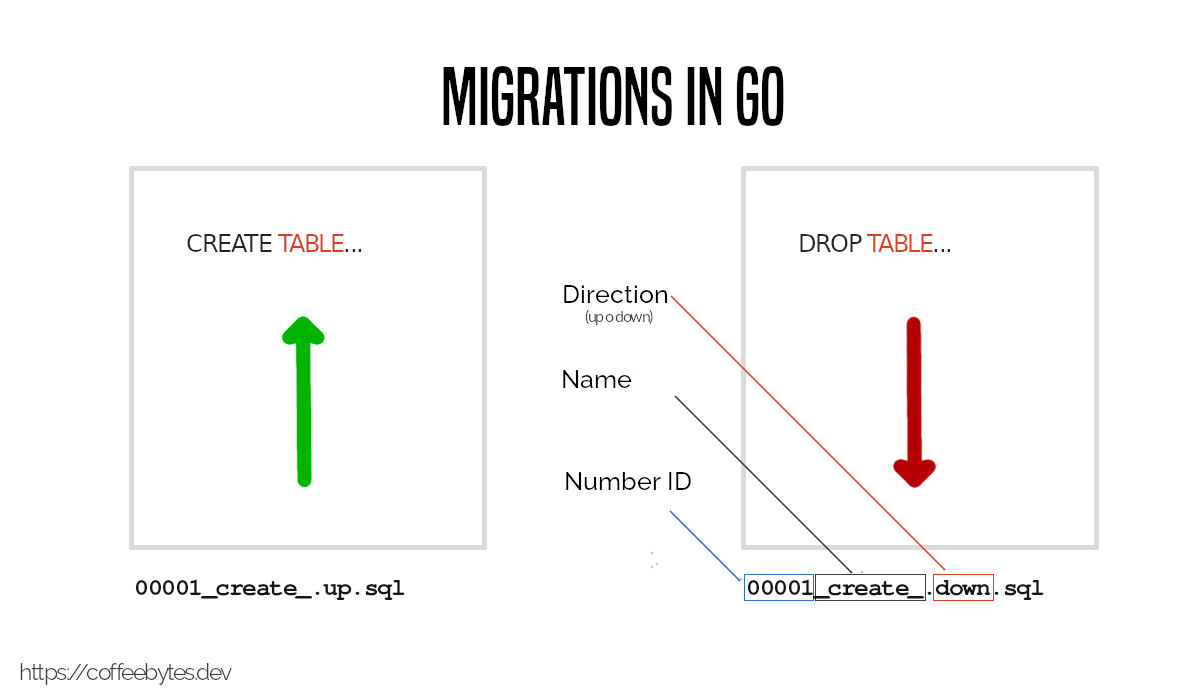 MIGRATIONS IN GO
CREATE TABLE...
DROP TABLE...
Direction
(up o down)
Name
Number ID
00001_create_.up.sql
00001_create_.down.sql
https://coffeebytes.dev